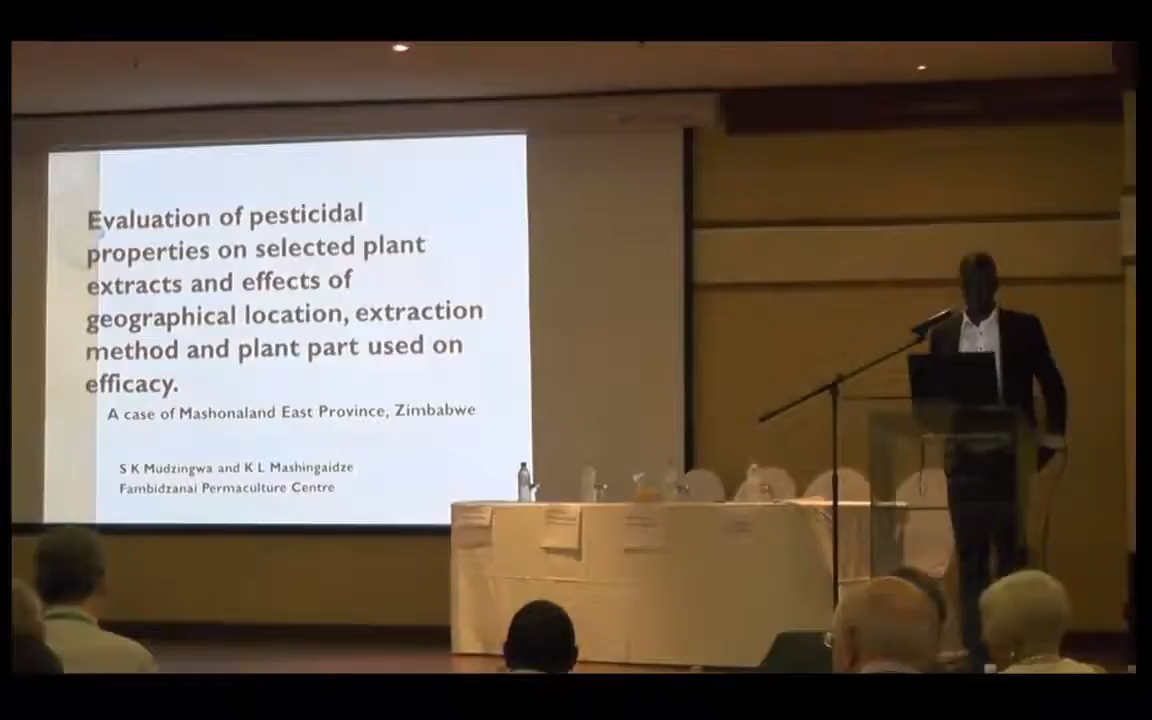 Evaluation of pesticidal
properties on selected plant
extracts and effects of
geographical location, extraction
method and plant part used on
efficacy.
A case of Mashonaland East Province, Zimbabwe
S K Mudzingwa and K L Mashingaidze
Fambidzanai Permaculture Centre